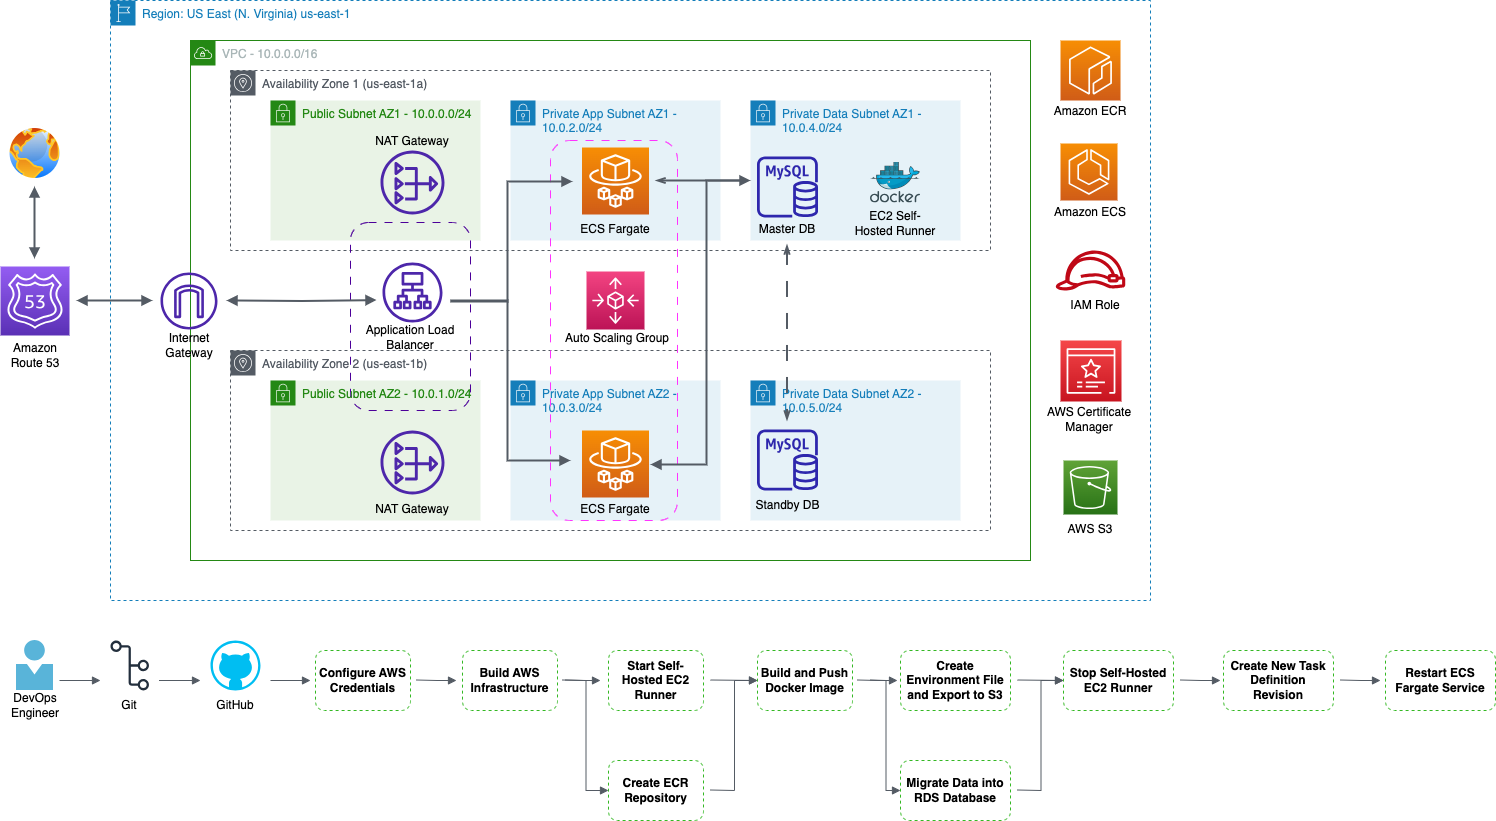 Region: US East (N. Virginia) us-east-1
VPC - 10.0.0.0/16
Availability Zone 1 (us-east-1a)
Public Subnet AZ1 - 10.0.0.0/24
NAT Gateway
Private App Subnet AZ1 -
10.0.2.0/24
ECS Fargate
Private Data Subnet AZ1 -
10.0.4.0/24
MySQL
Master DB
docker
EC2 Self-
Hosted Runner
53
Amazon
Route 53
Internet
Gateway
Application Load
Balancer
Auto Scaling Group
Availability Zone 2 (us-east-1b)
Public Subnet AZ2 - 10.0.1.0/24
NAT Gateway
Private App Subnet AZ2 -
10.0.3.0/24
ECS Fargate
Private Data Subnet AZ2 -
10.0.5.0/24
MySQL
Standby DB
Amazon ECR
Amazon ECS
IAM Role
AWS Certificate
Manager
AWS S3
DevOps
Engineer
Git
GitHub
Configure AWS
Credentials
Build AWS
Infrastructure
Start Self-
Hosted EC2
Runner
Create ECR
Repository
Build and Push
Docker Image
Create
Environment File
and Export to S3
Migrate Data into
RDS Database
Stop Self-Hosted
EC2 Runner
Create New Task
Definition
Revision
Restart ECS
Fargate Service